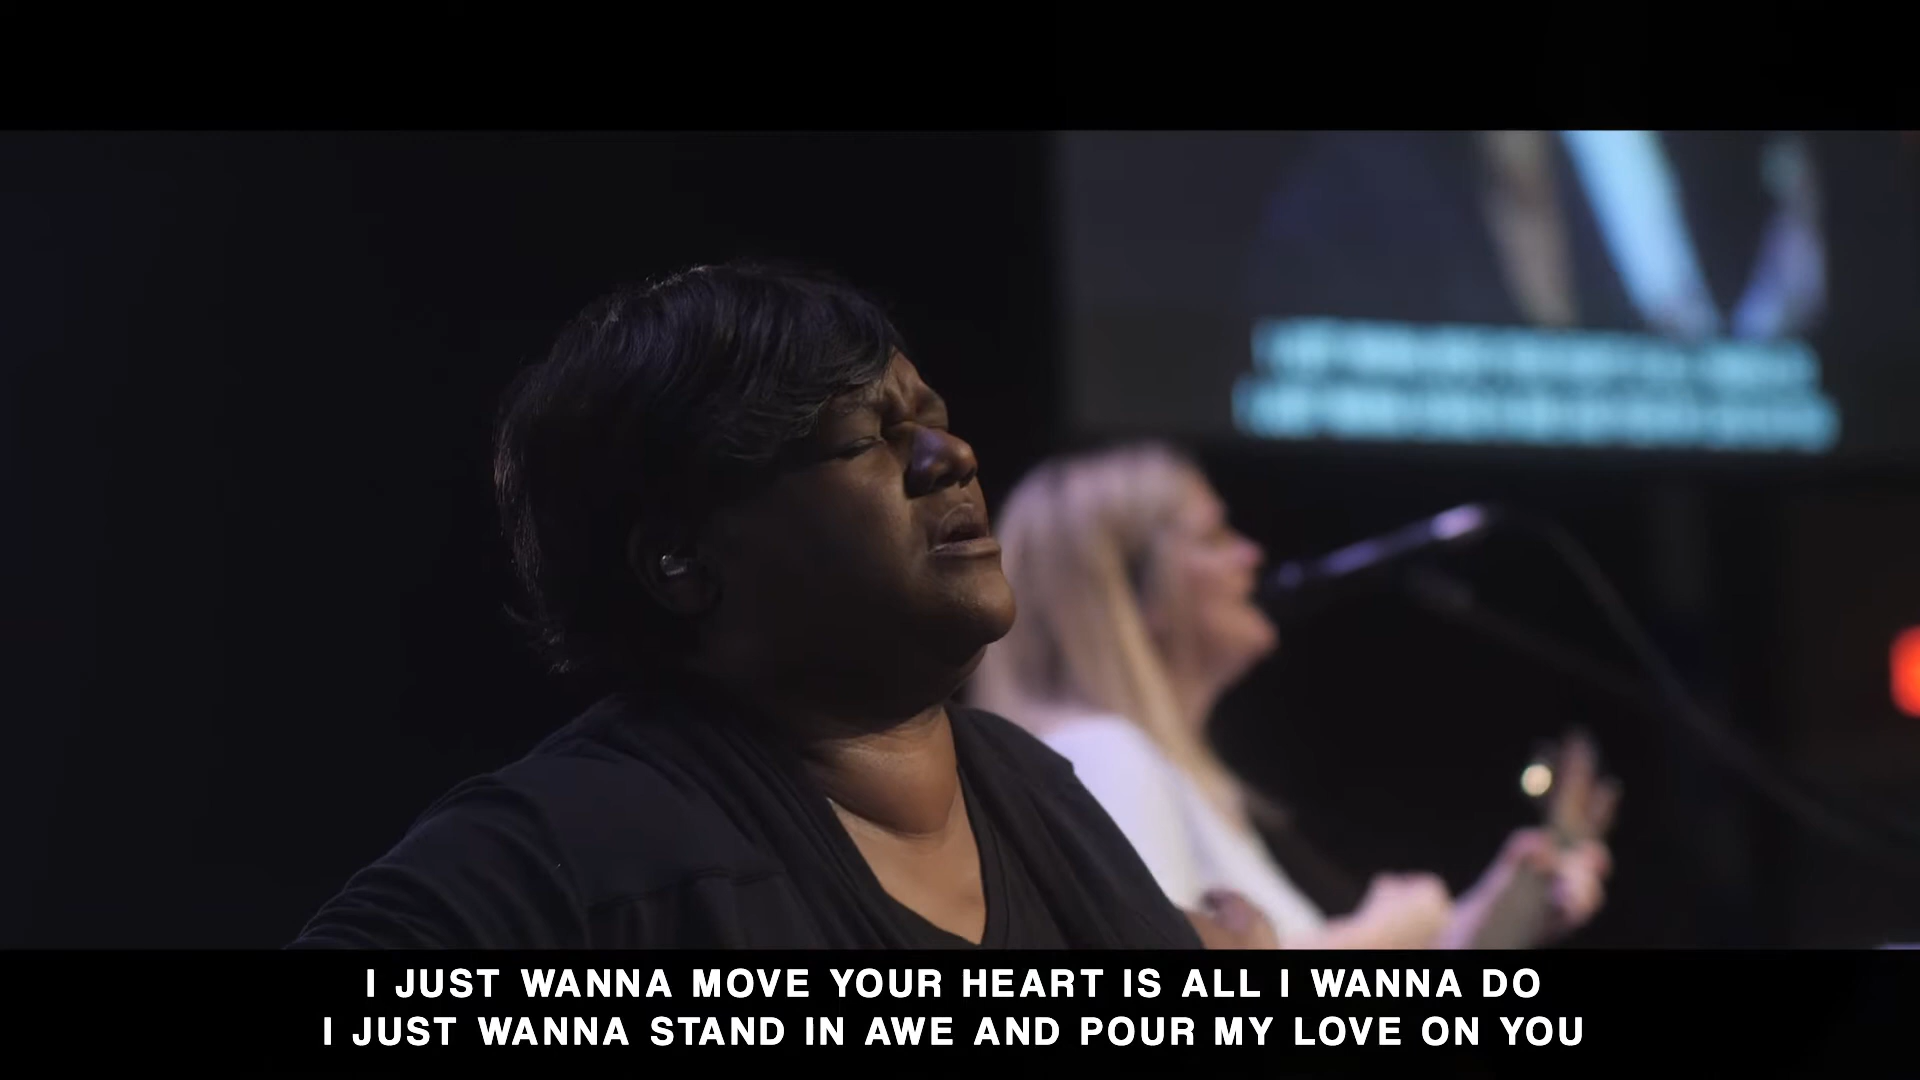 I JUST WANNA MOVE YOUR HEART IS ALL I WANNA DO
I JUST WANNA STAND IN AWE AND POUR MY LOVE ON YOU